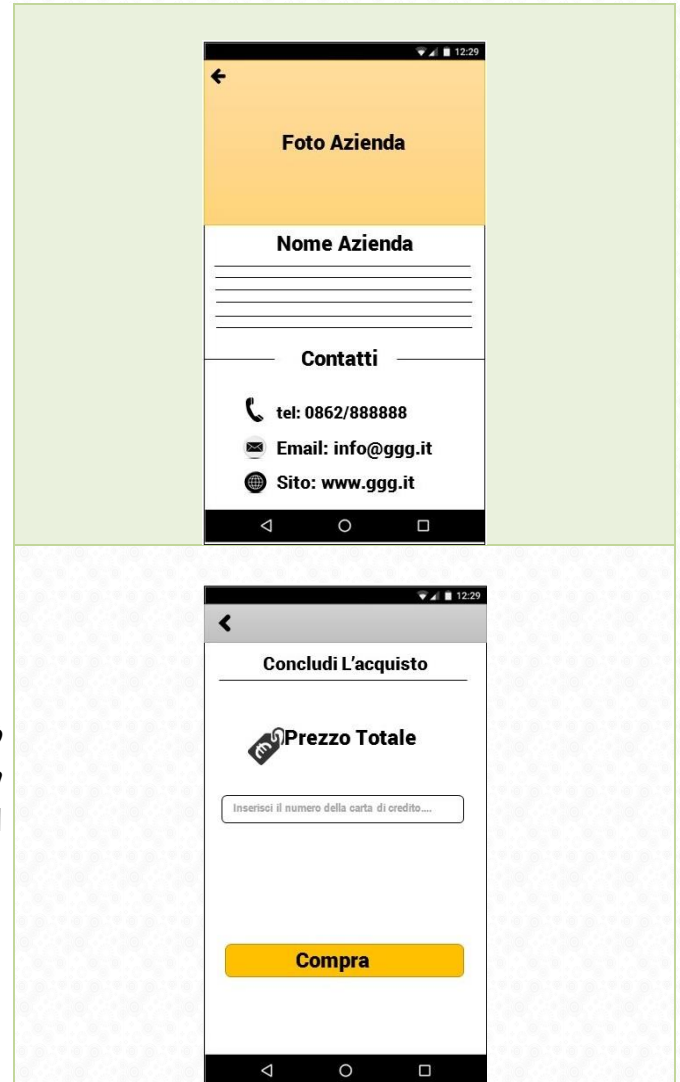 12:29
Foto Azienda
Nome Azienda
Contatti
tel: 0862/888888
Email: info@ggg.it
Sito: www.ggg.it
12:29
Concludi L’acquisto
Prezzo Totale
Inserisci il numero della carta di credito....
Compra